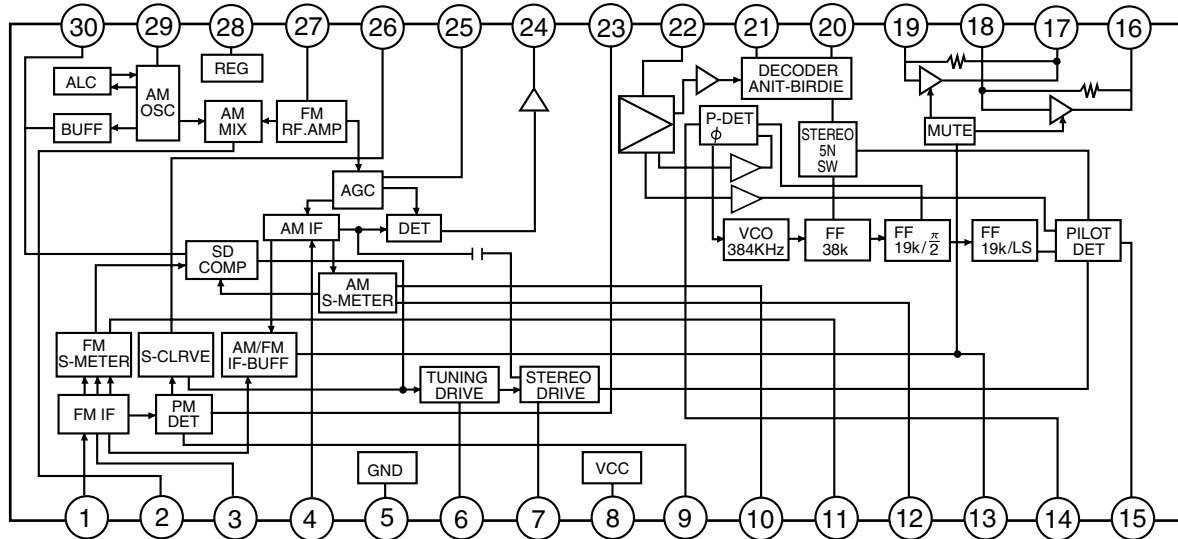 30 29 28 27 26 25 24 23 22 21 20 19 18 17 16
ALC
AM
OSC
REG
BUFF
AM
MIX
FM
RF.AMP
DECODER
ANIT-BIRDIE
P-DET
ϕ
STEREO
5N
SW
MUTE
AGC
AM IF
DET
VCO
384KHz
FF
38k
FF
19k/π/2
FF
19k/LS
PILOT
DET
SD
COMP
AM
S-METER
FM
S-METER
S-CLRVE
AM/FM
IF-BUFF
TUNING
DRIVE
STEREO
DRIVE
FM IF
PM
DET
GND
VCC
1 2 3 4 5 6 7 8 9 10 11 12 13 14 15